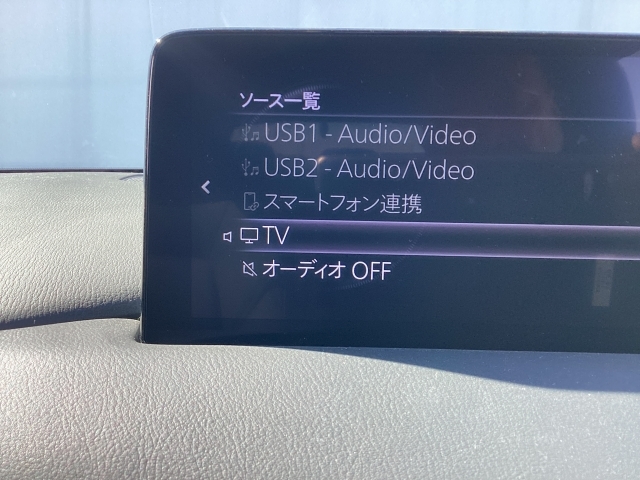 ソース一覧
USB1 - Audio/Video
USB2 - Audio/Video
スマートフォン連携
TV
オーディオ OFF